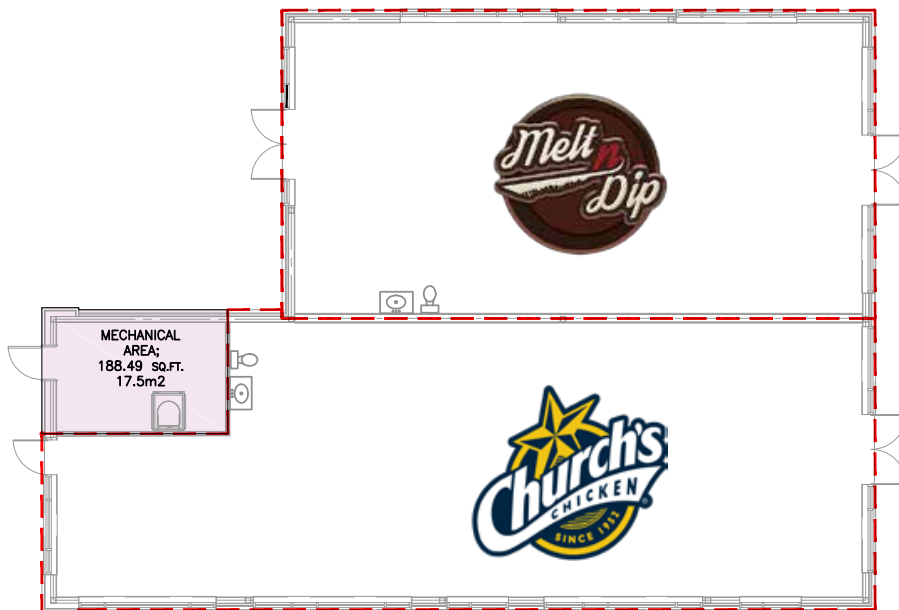 Melt n
Dip
MECHANICAL
AREA;
188.49 SQ.FT.
17.5m2
Church's
CHICKEN
SINCE 1952